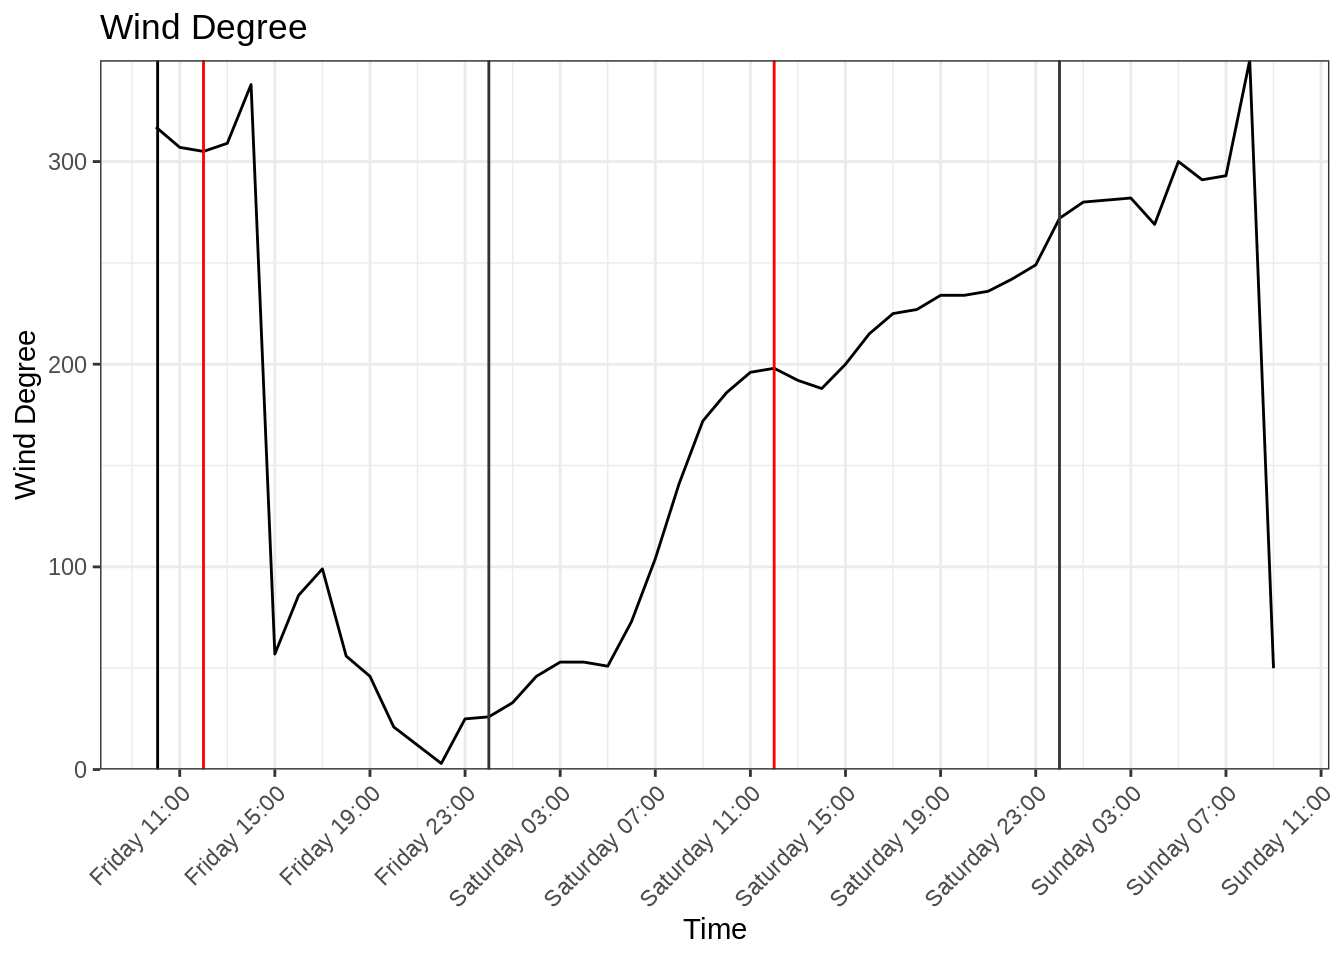 Wind Degree
Wind Degree
300
200
100
0
Friday 11:00
Friday 15:00
Friday 19:00
Friday 23:00
Saturday 03:00
Saturday 07:00
Saturday 11:00
Saturday 15:00
Saturday 19:00
Saturday 23:00
Sunday 03:00
Sunday 07:00
Sunday 11:00
Time